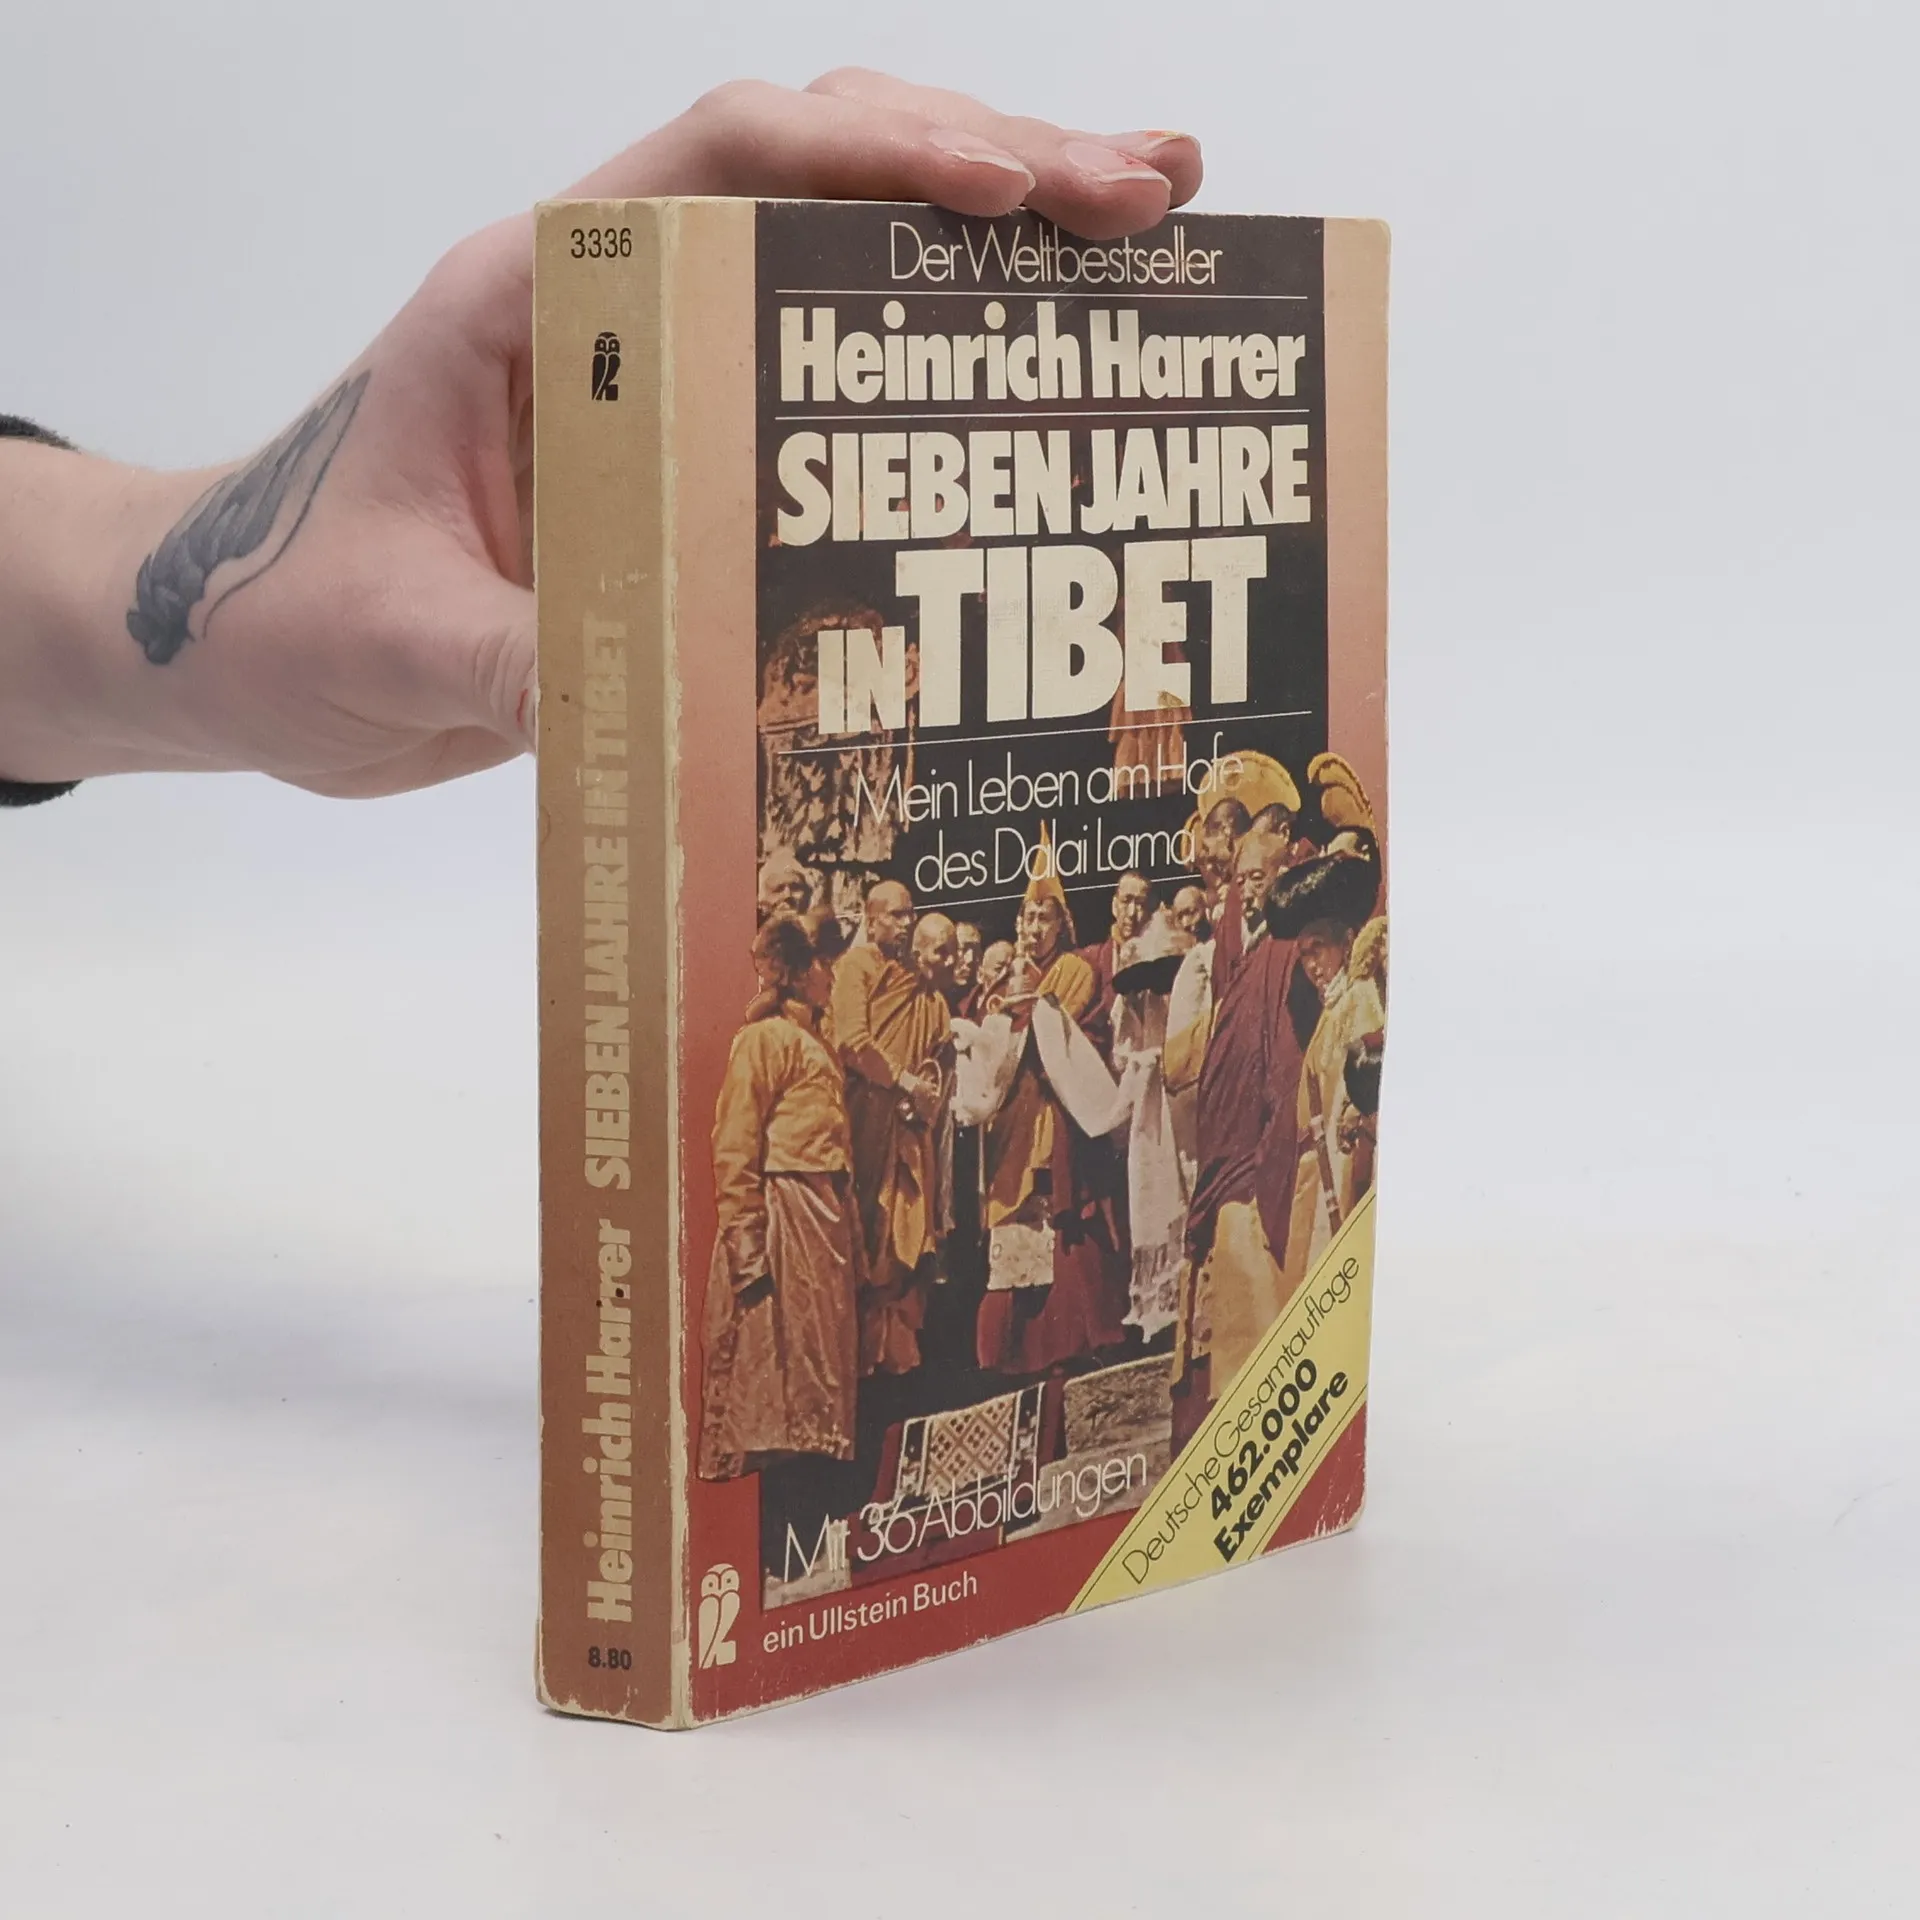 3336
SIEBEN JAHRE IN TIBET
Heinrich Harrer
8.80
Der Weltbestseller
Heinrich Harrer
SIEBEN JAHRE
IN TIBET
Mein Leben am Hofe
des Dalai Lama
Mit 36 Abbildungen
ein Ullstein Buch
Deutsche Gesamtauflage
462.000
Exemplare